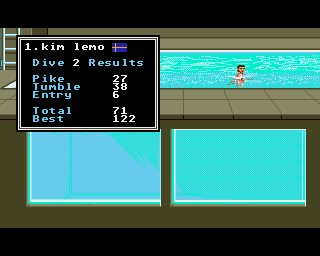 1.kim lemo
Dive 2 Results
Pike 27
Tumble 38
Entry 6
Total 71
Best 122